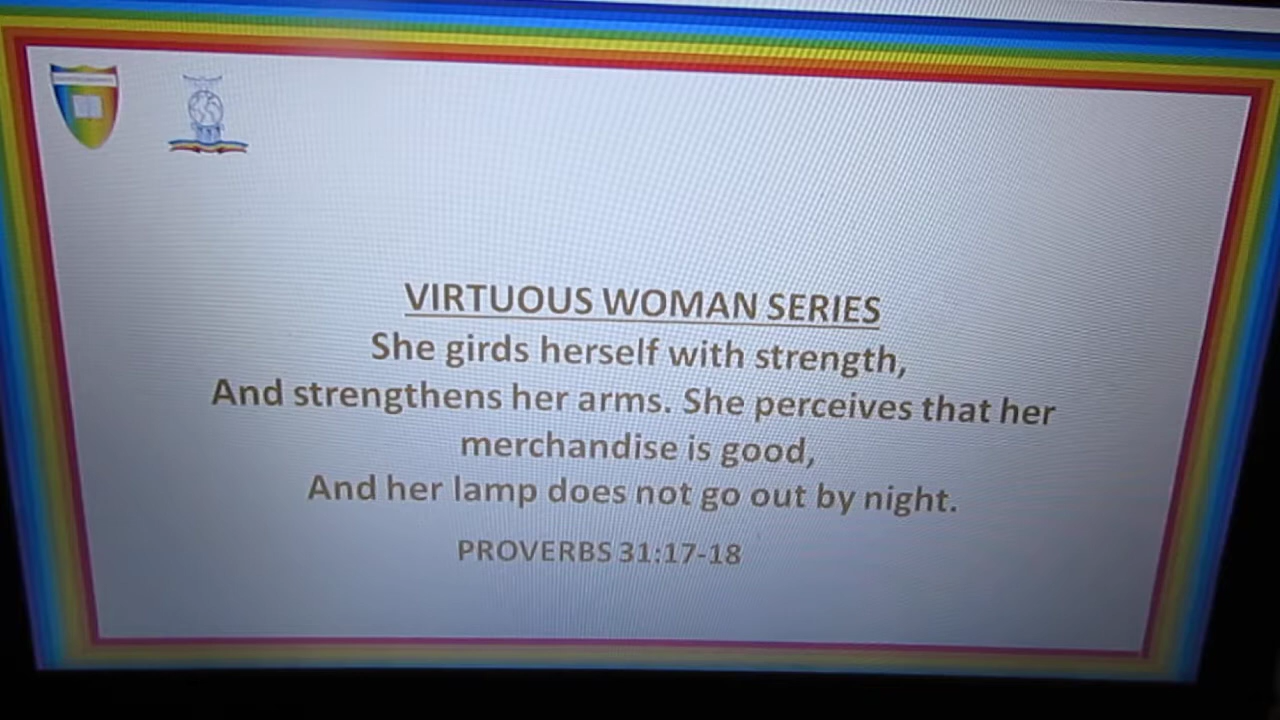 VIRTUOUS WOMAN SERIES
She girds herself with strength,
And strengthens her arms. She perceives that her
merchandise is good,
And her lamp does not go out by night.
PROVERBS 31:17-18